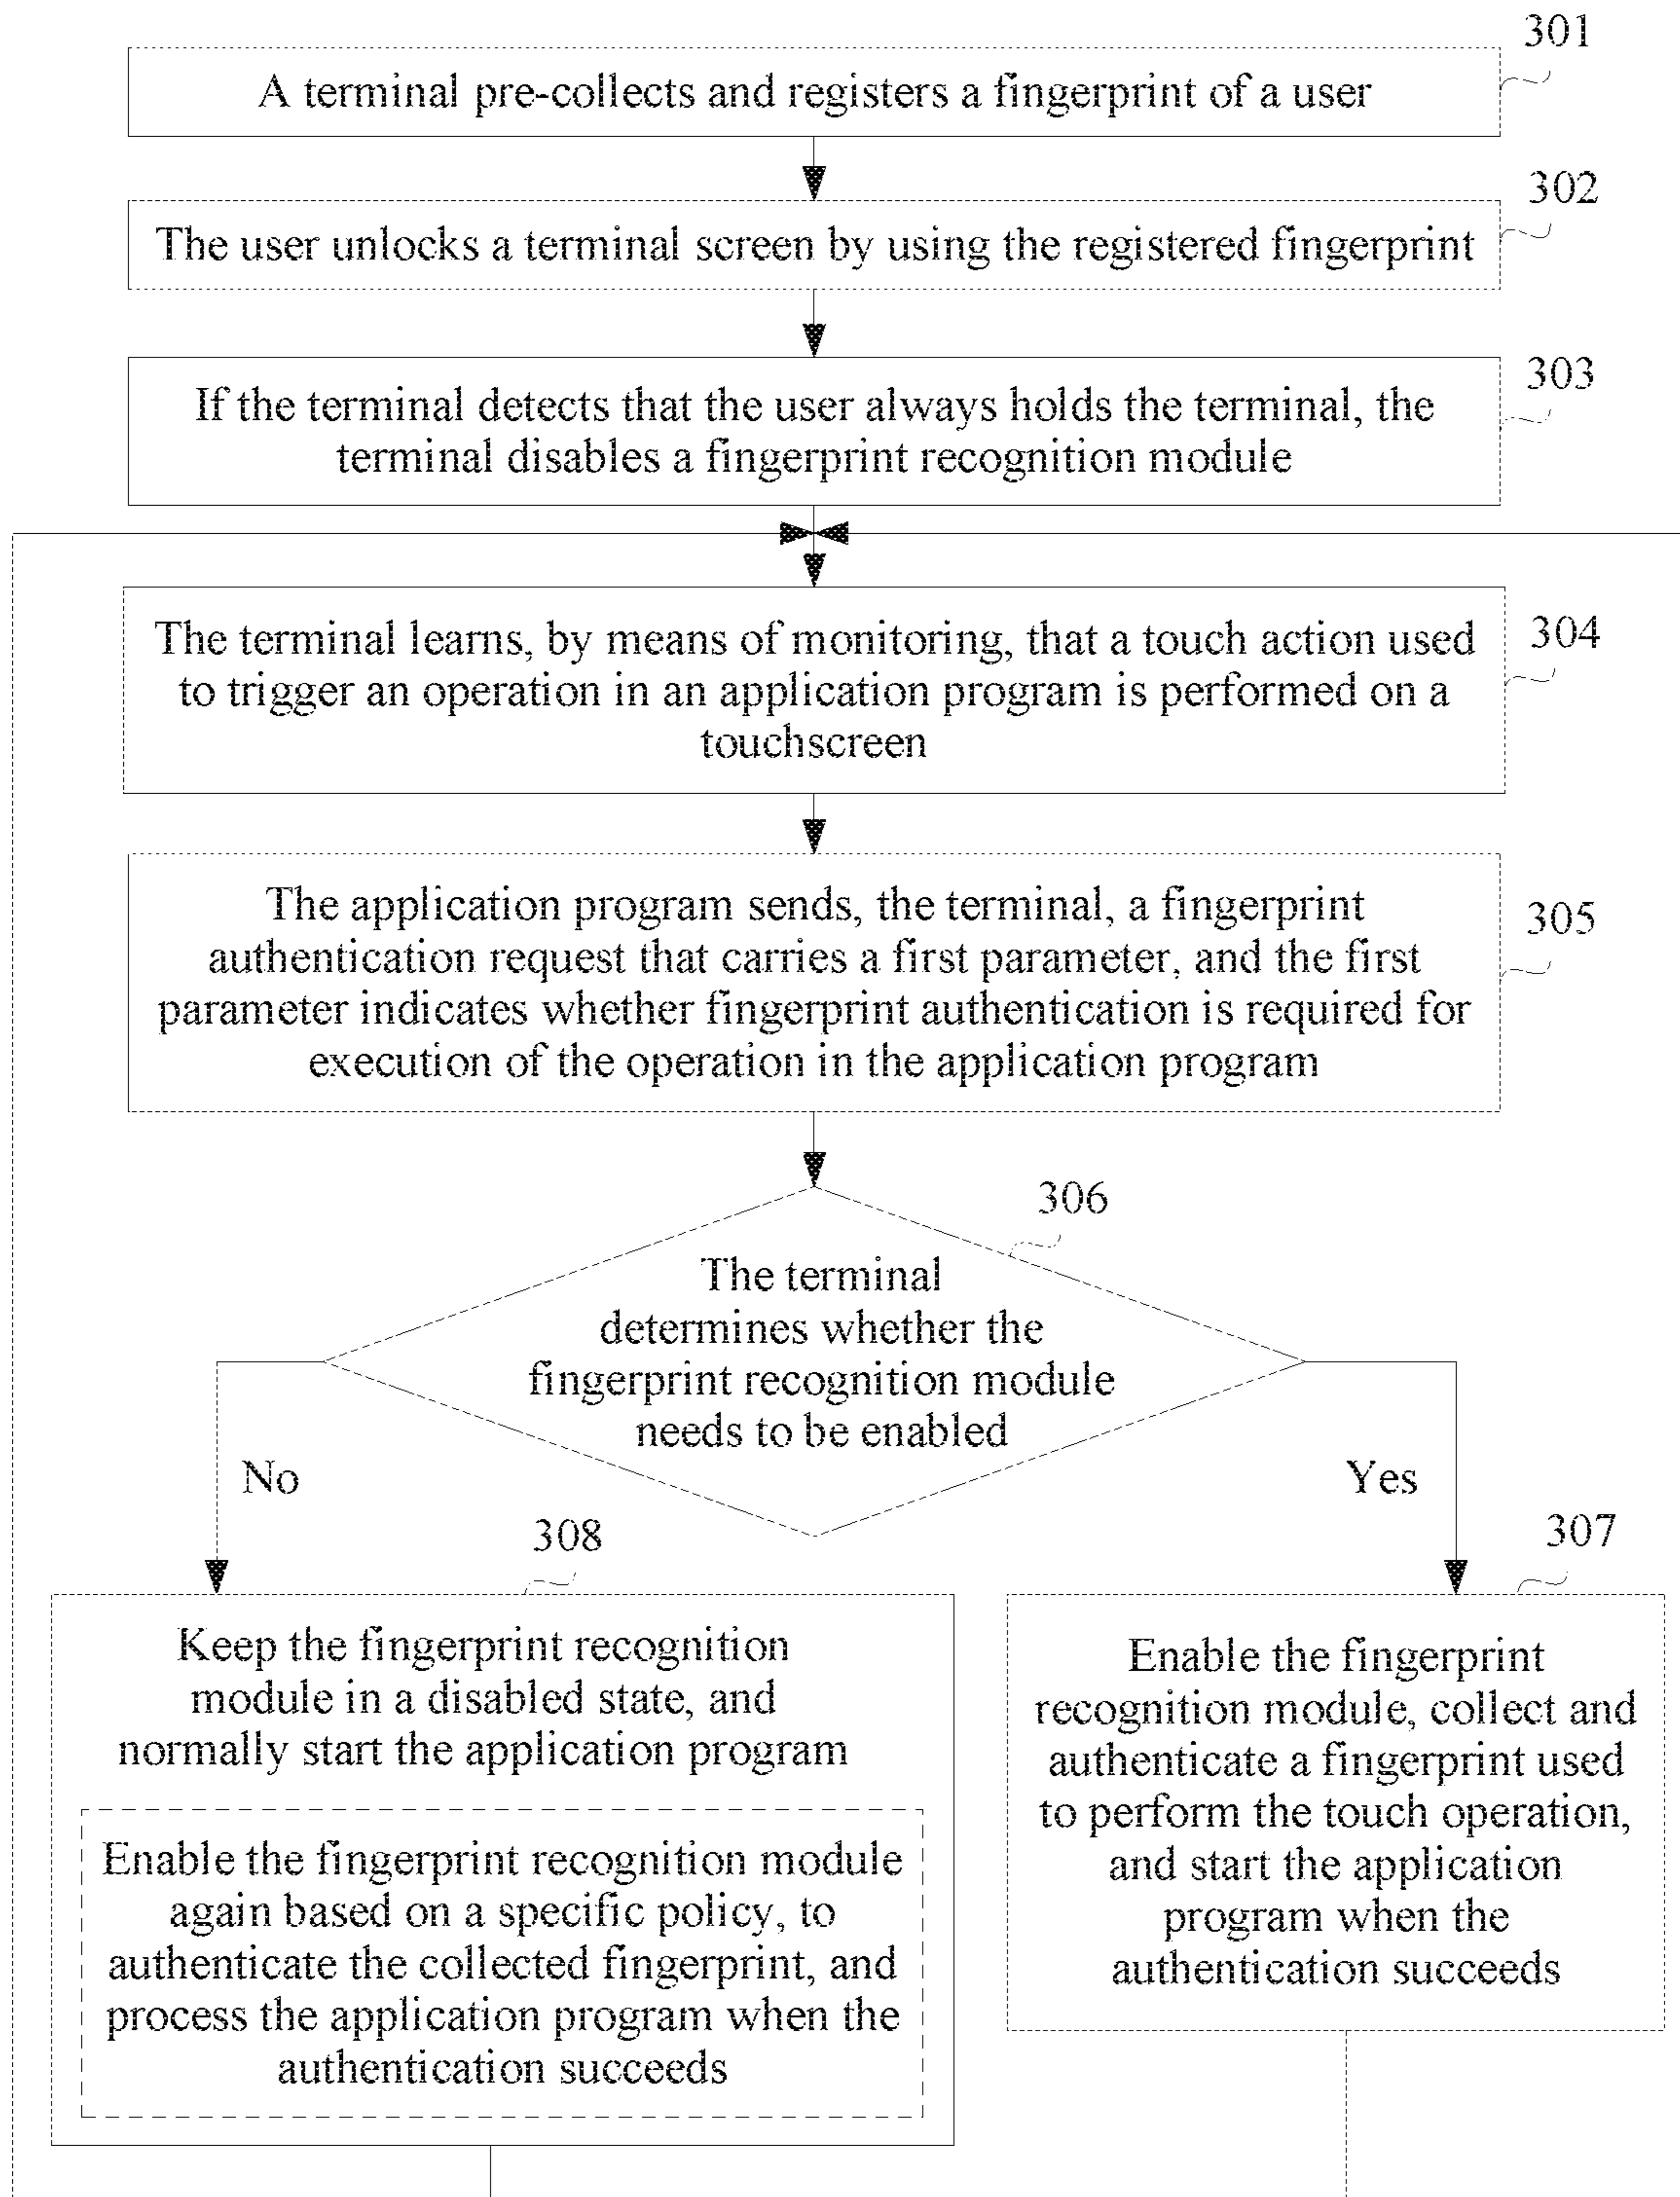 301
A terminal pre-collects and registers a fingerprint of a user
302
The user unlocks a terminal screen by using the registered fingerprint
303
If the terminal detects that the user always holds the terminal, the
terminal disables a fingerprint recognition module
304
The terminal learns, by means of monitoring, that a touch action used
to trigger an operation in an application program is performed on a
touchscreen
305
The application program sends, the terminal, a fingerprint
authentication request that carries a first parameter, and the first
parameter indicates whether fingerprint authentication is required for
execution of the operation in the application program
306
The terminal
determines whether the
fingerprint recognition module
needs to be enabled
No
Yes
308
Keep the fingerprint recognition
module in a disabled state, and
normally start the application program
Enable the fingerprint recognition module
again based on a specific policy, to
authenticate the collected fingerprint, and
process the application program when the
authentication succeeds
307
Enable the fingerprint
recognition module, collect and
authenticate a fingerprint used
to perform the touch operation,
and start the application
program when the
authentication succeeds